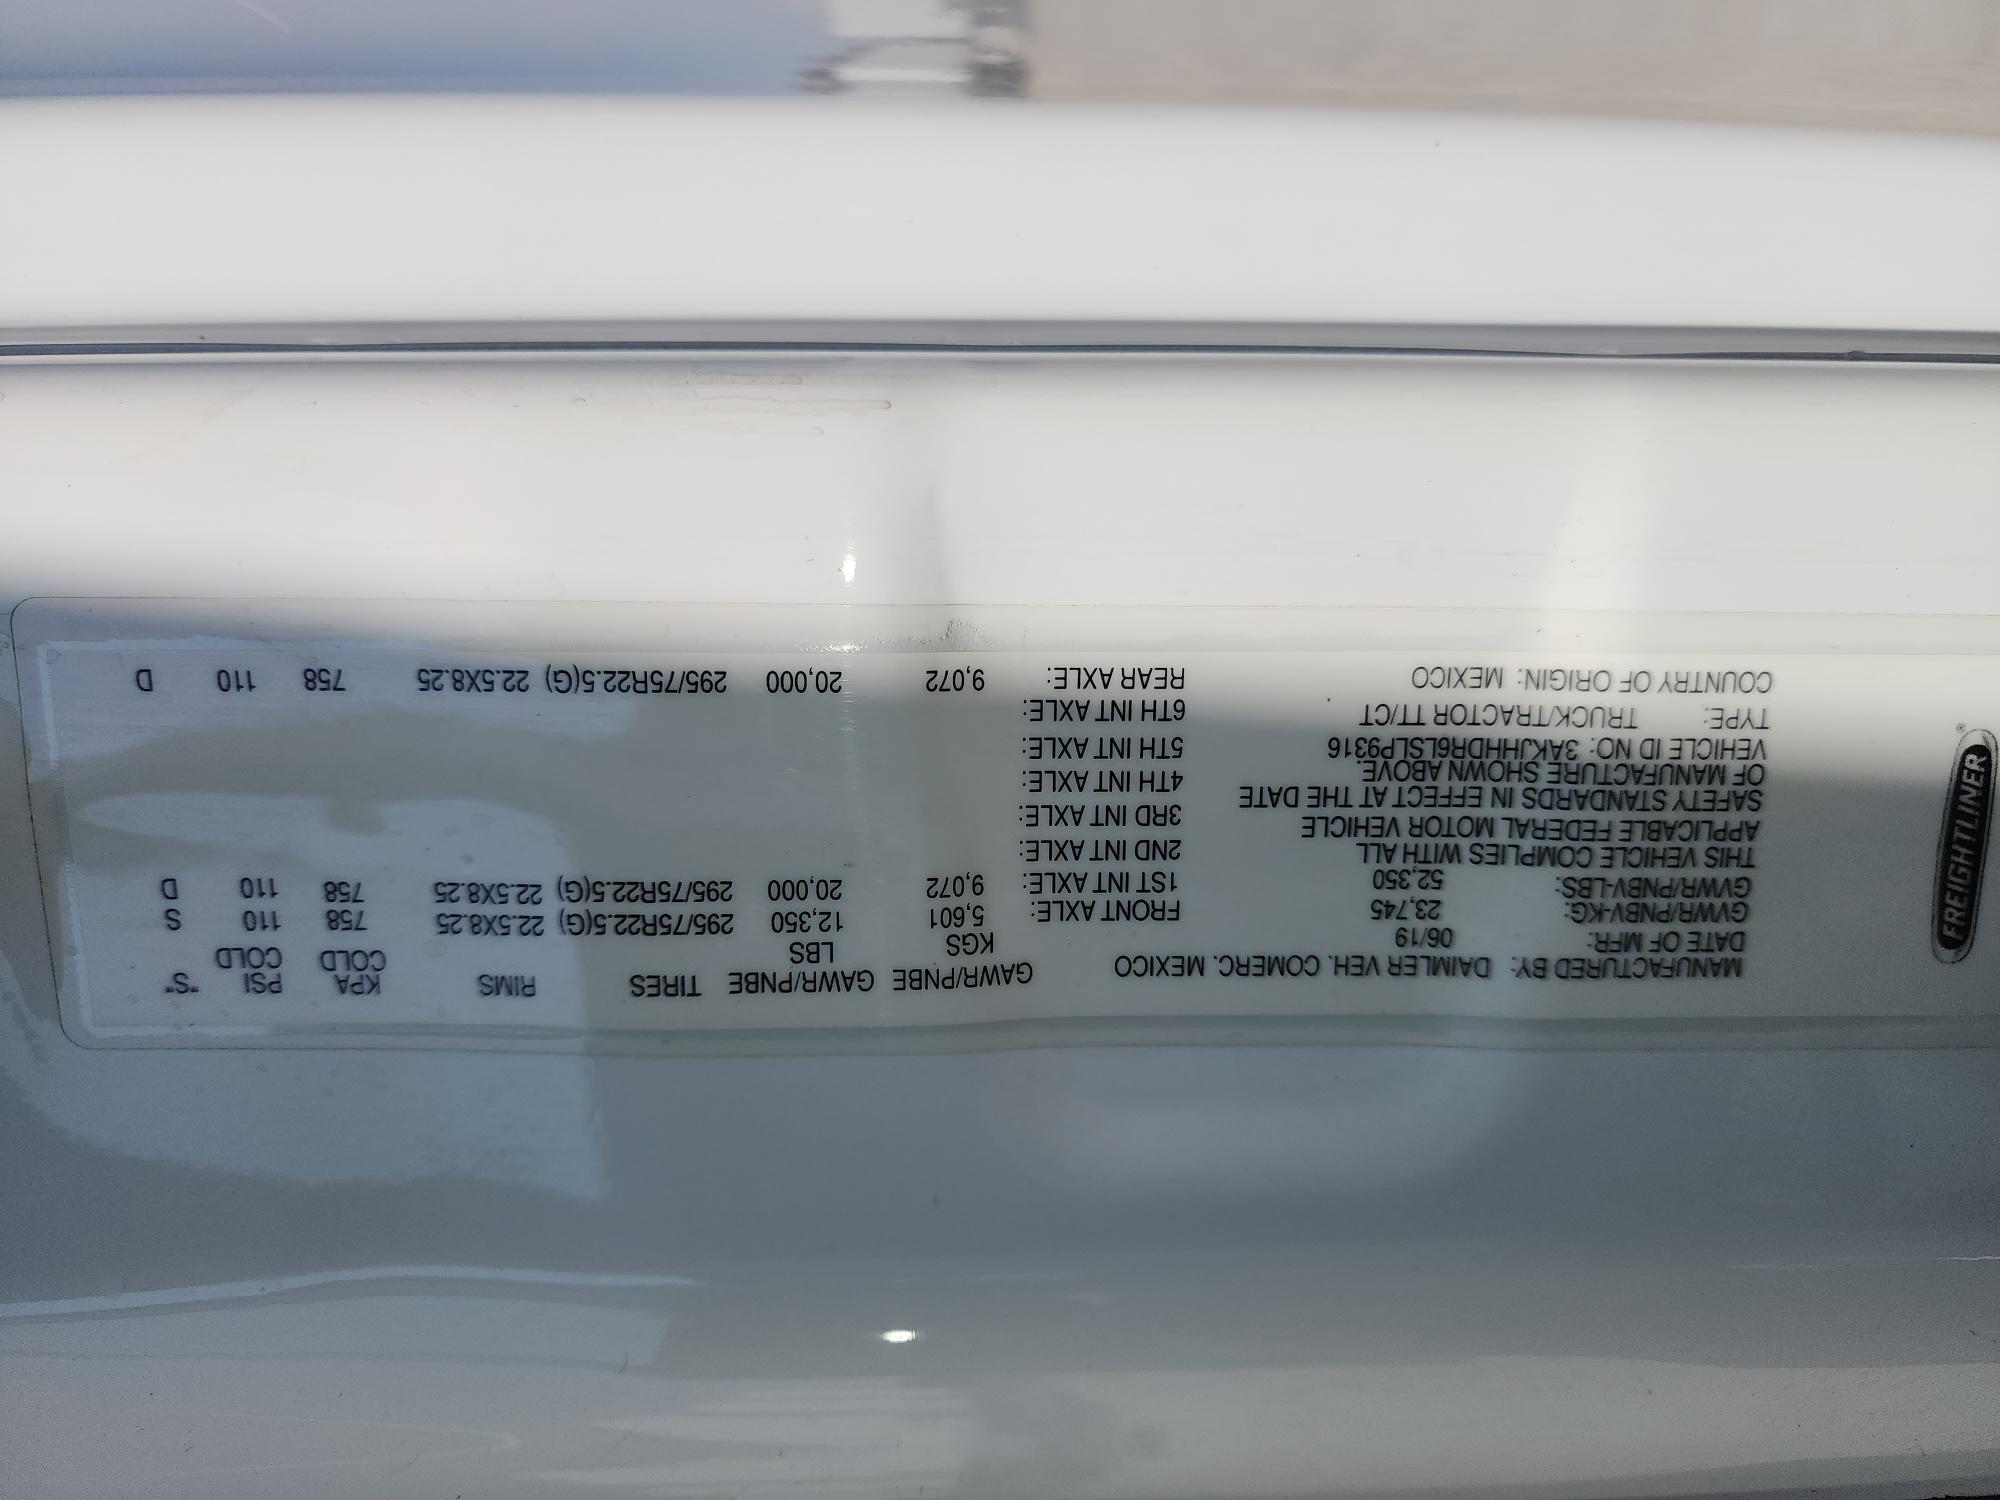 FREIGHTLINER®
MANUFACTURED BY: DAIMLER VEH. COMERC. MEXICO
DATE OF MFR: 06/19
GVWR/PNBV-KG: 23,745
GVWR/PNBV-LBS: 52,350
THIS VEHICLE COMPLIES WITH ALL
APPLICABLE FEDERAL MOTOR VEHICLE
SAFETY STANDARDS IN EFFECT AT THE DATE
OF MANUFACTURE SHOWN ABOVE.
VEHICLE ID NO: 3AKJHHDR6LSLP9316
TYPE: TRUCK/TRACTOR TT/CT
COUNTRY OF ORIGIN: MEXICO
GAWR/PNBE GAWR/PNBE TIRES RIMS KPA PSI "S"
KGS LBS COLD COLD
FRONT AXLE: 5,601 12,350 295/75R22.5(G) 22.5X8.25 758 110 S
1ST INT AXLE: 9,072 20,000 295/75R22.5(G) 22.5X8.25 758 110 D
2ND INT AXLE:
3RD INT AXLE:
4TH INT AXLE:
5TH INT AXLE:
6TH INT AXLE:
REAR AXLE: 9,072 20,000 295/75R22.5(G) 22.5X8.25 758 110 D